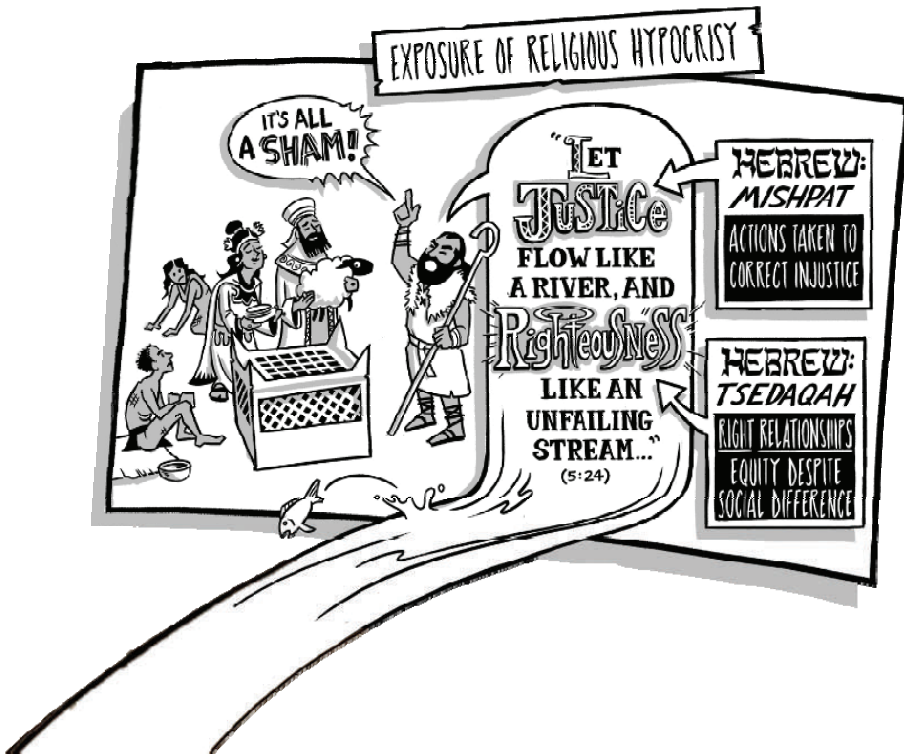 EXPOSURE OF RELIGIOUS HYPOCRISY
IT'S ALL
A SHAM!
"LET
JUSTICE
FLOW LIKE
A RIVER, AND
RIGHTEOUSNESS
LIKE AN
UNFAILING
STREAM..."
(5:24)
HEBREW:
MISHPAT
ACTIONS TAKEN TO
CORRECT INJUSTICE
HEBREW:
TSEDAQAH
RIGHT RELATIONSHIPS
EQUITY DESPITE
SOCIAL DIFFERENCE